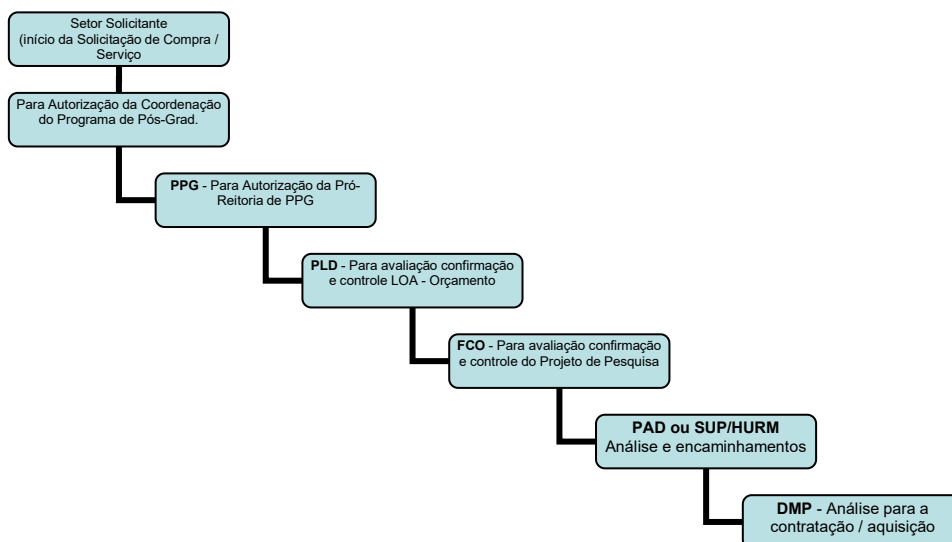 Setor Solicitante
(início da Solicitação de Compra /
Serviço
Para Autorização da Coordenação
do Programa de Pós-Grad.
PPG - Para Autorização da Pró-
Reitoria de PPG
PLD - Para avaliação confirmação
e controle LOA - Orçamento
FCO - Para avaliação confirmação
e controle do Projeto de Pesquisa
PAD ou SUP/HURM
Análise e encaminhamentos
DMP - Análise para a
contratação / aquisição